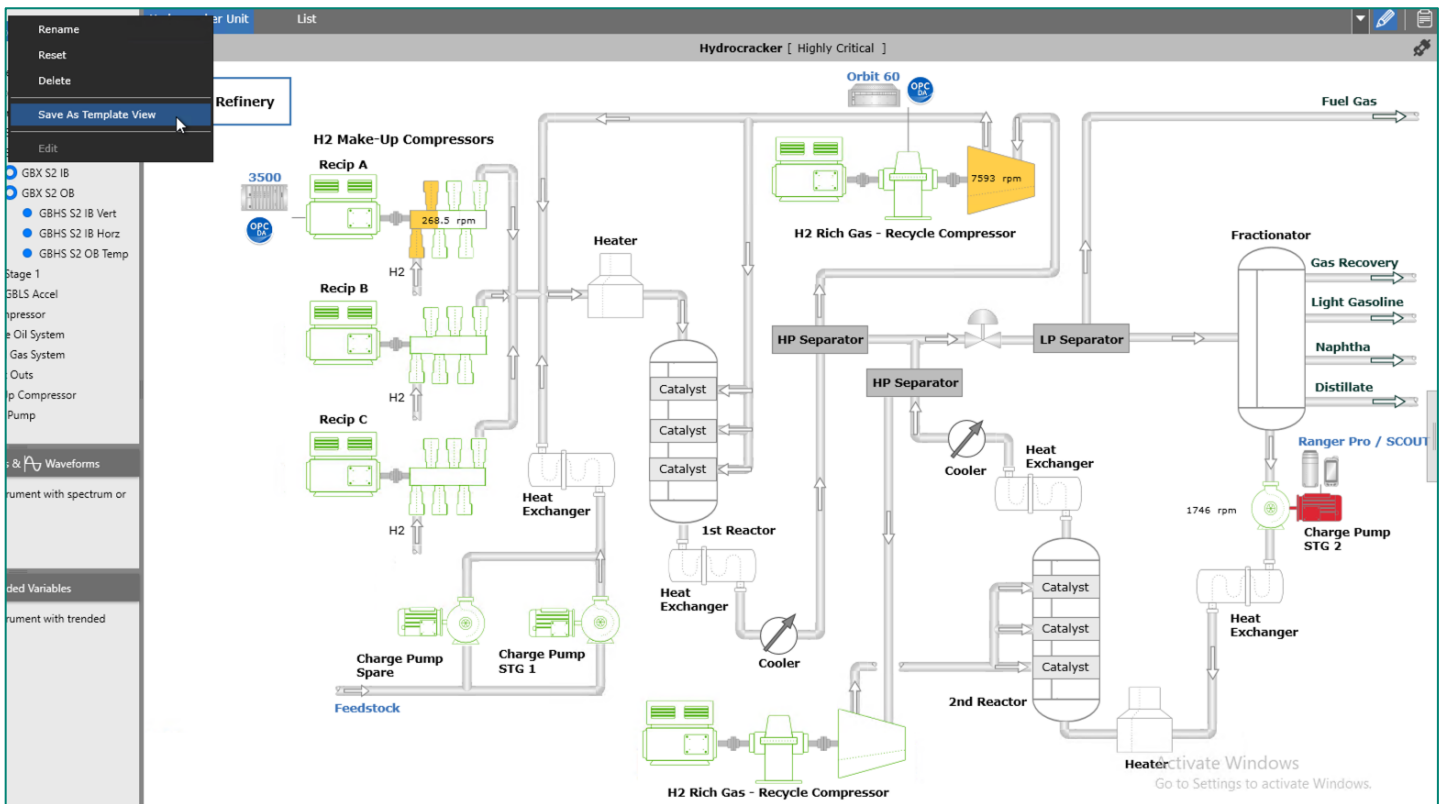 Rename
Reset
Delete
Save As Template View
Edit
er Unit
List
Hydrocracker [ Highly Critical ]
Refinery
GBX S2 IB
GBX S2 OB
GBHS S2 IB Vert
GBHS S2 IB Horz
GBHS S2 OB Temp
Stage 1
GBLS Accel
npressor
e Oil System
Gas System
Outs
Jp Compressor
Pump
s & Waveforms
rument with spectrum or
ded Variables
rument with trended
H2 Make-Up Compressors
Recip A
3500
OPC
DA
268.5 rpm
H2
Recip B
H2
Recip C
H2
Heater
Heat
Exchanger
Catalyst
Catalyst
Catalyst
1st Reactor
Heat
Exchanger
Cooler
Charge Pump
Spare
Charge Pump
STG 1
Feedstock
Orbit 60
OPC
DA
7593 rpm
H2 Rich Gas - Recycle Compressor
HP Separator
HP Separator
LP Separator
Cooler
Heat
Exchanger
Catalyst
Catalyst
Catalyst
2nd Reactor
H2 Rich Gas - Recycle Compressor
Heater
Fuel Gas
Fractionator
Gas Recovery
Light Gasoline
Naphtha
Distillate
Ranger Pro / SCOUT
1746 rpm
Charge Pump
STG 2
Heat
Exchanger
Activate Windows
Go to Settings to activate Windows.